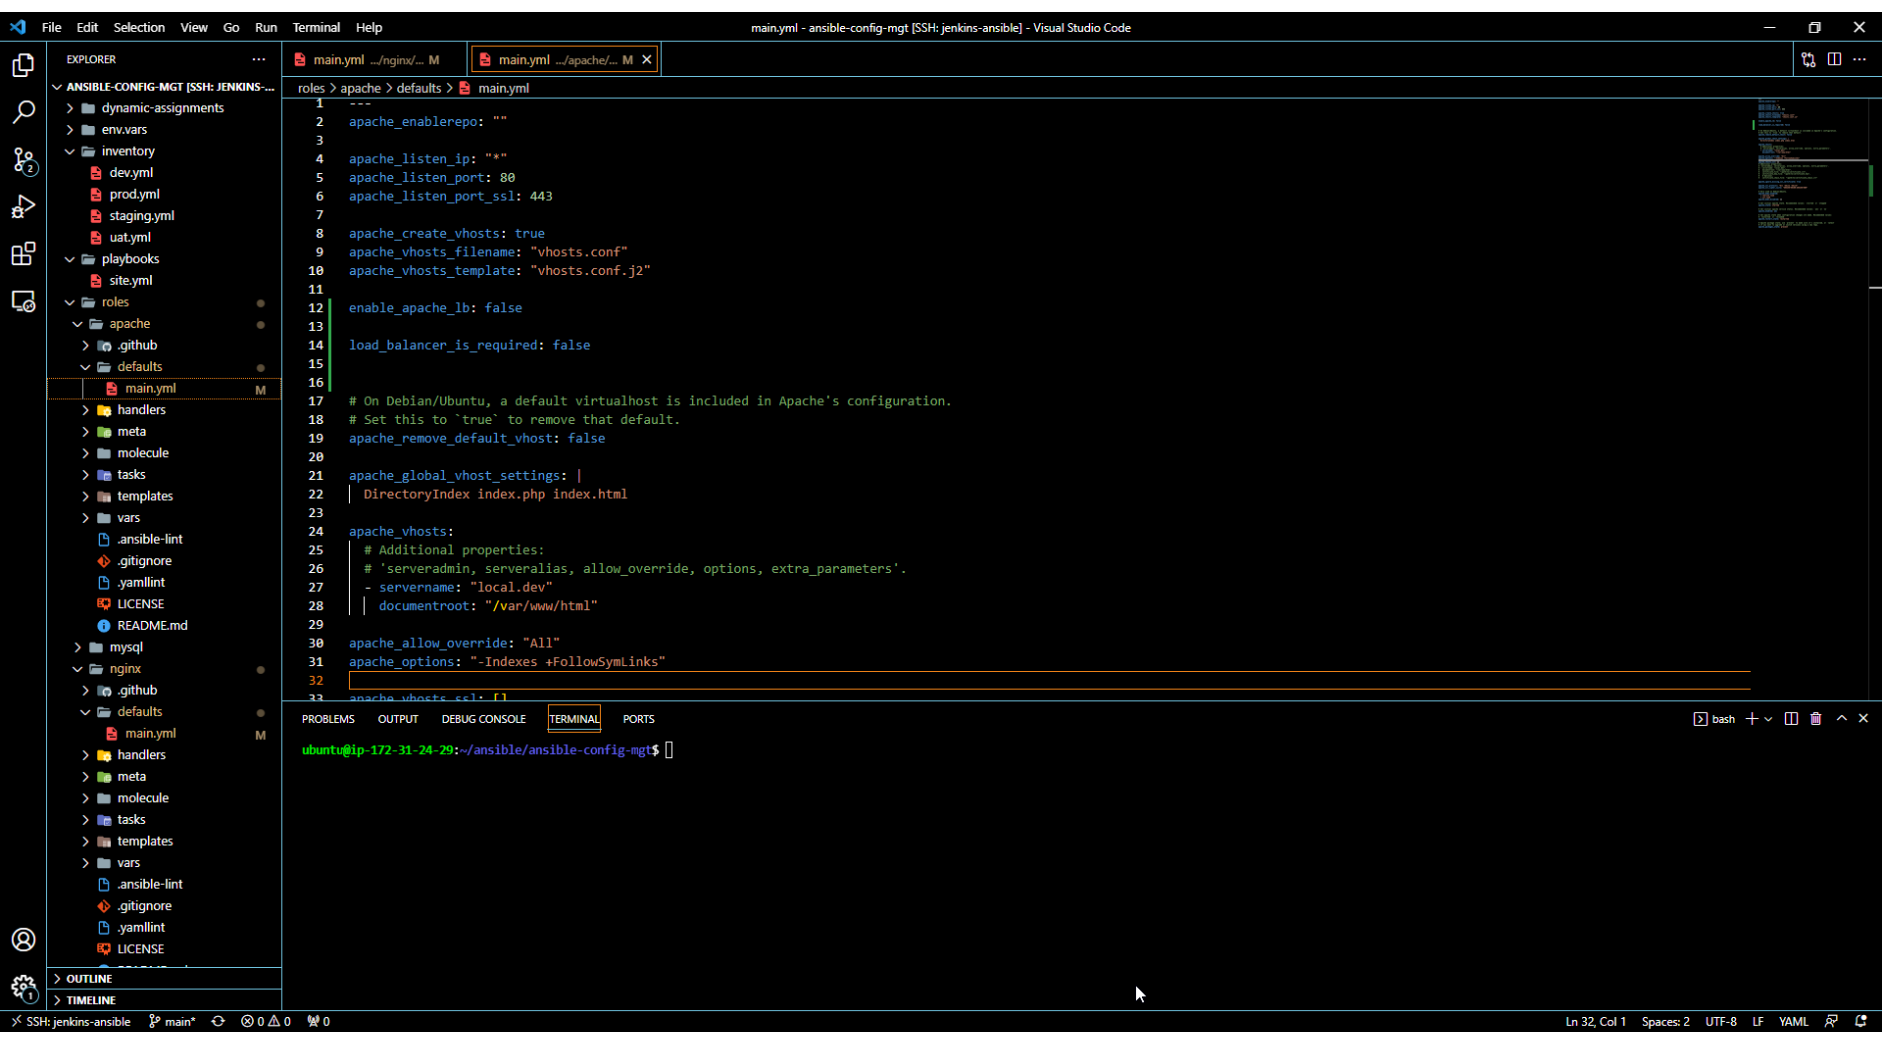 File Edit Selection View Go Run Terminal Help
main.yml - ansible-config-mgt [SSH: jenkins-ansible] - Visual Studio Code
EXPLORER
ANSIBLE-CONFIG-MGT [SSH: JENKINS-...
dynamic-assignments
env.vars
inventory
dev.yml
prod.yml
staging.yml
uat.yml
playbooks
site.yml
roles
apache
.github
defaults
main.yml M
handlers
meta
molecule
tasks
templates
vars
.ansible-lint
.gitignore
.yamllint
LICENSE
README.md
mysql
nginx
.github
defaults
main.yml M
handlers
meta
molecule
tasks
templates
vars
.ansible-lint
.gitignore
.yamllint
LICENSE
OUTLINE
TIMELINE
2
1
main.yml .../nginx/... M
main.yml .../apache/... M
roles > apache > defaults > main.yml
1 ---
2 apache_enablerepo: ""
3
4 apache_listen_ip: "*"
5 apache_listen_port: 80
6 apache_listen_port_ssl: 443
7
8 apache_create_vhosts: true
9 apache_vhosts_filename: "vhosts.conf"
10 apache_vhosts_template: "vhosts.conf.j2"
11
12 enable_apache_lb: false
13
14 load_balancer_is_required: false
15
16
17 # On Debian/Ubuntu, a default virtualhost is included in Apache's configuration.
18 # Set this to `true` to remove that default.
19 apache_remove_default_vhost: false
20
21 apache_global_vhost_settings: |
22 DirectoryIndex index.php index.html
23
24 apache_vhosts:
25 # Additional properties:
26 # 'serveradmin, serveralias, allow_override, options, extra_parameters'.
27 - servername: "local.dev"
28 documentroot: "/var/www/html"
29
30 apache_allow_override: "All"
31 apache_options: "-Indexes +FollowSymLinks"
32
33 apache_vhosts_ssl: []
PROBLEMS OUTPUT DEBUG CONSOLE TERMINAL PORTS
bash
ubuntu@ip-172-31-24-29:~/ansible/ansible-config-mgt$
SSH: jenkins-ansible main* 0 0 0
Ln 32, Col 1 Spaces: 2 UTF-8 LF YAML